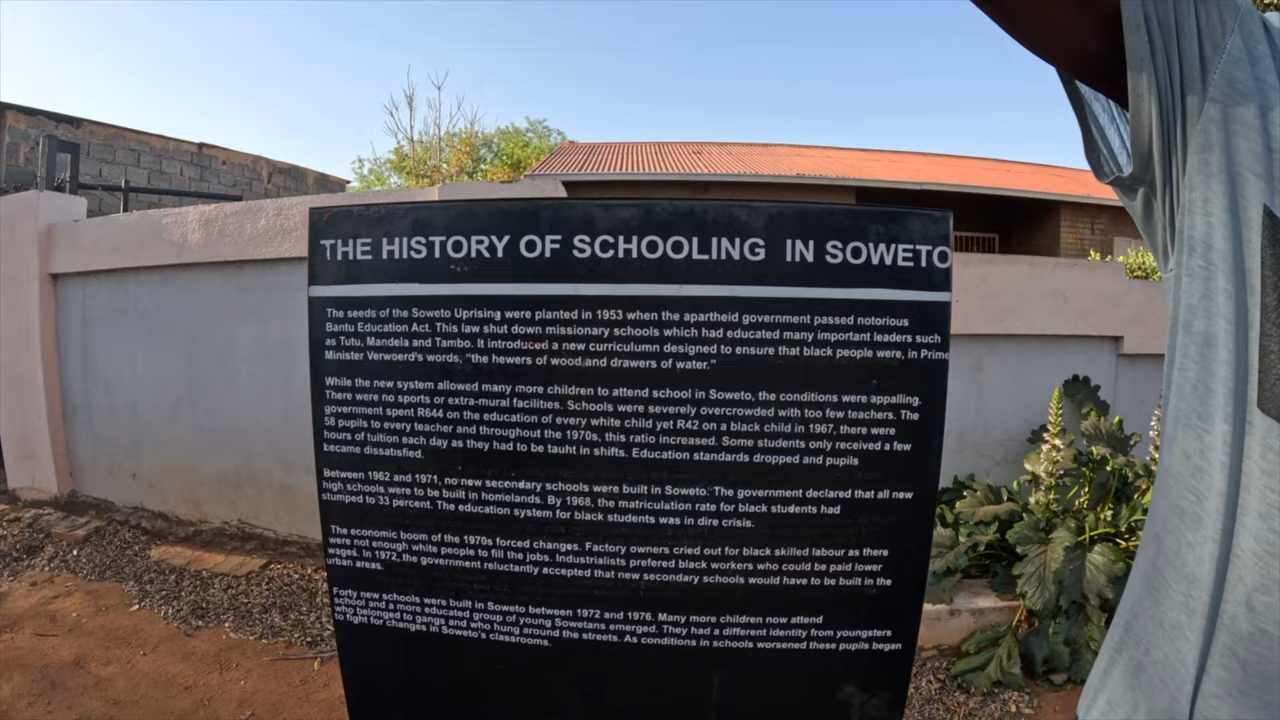 THE HISTORY OF SCHOOLING IN SOWETO
The seeds of the Soweto Uprising were planted in 1953 when the apartheid government passed notorious
Bantu Education Act. This law shut down missionary schools which had educated many important leaders such
as Tutu, Mandela and Tambo. It introduced a new curriculumn designed to ensure that black people were, in Prime
Minister Verwoerd's words, "the hewers of wood and drawers of water."
While the new system allowed many more children to attend school in Soweto, the conditions were appalling.
There were no sports or extra-mural facilities. Schools were severely overcrowded with too few teachers. The
government spent R644 on the education of every white child yet R42 on a black child in 1967, there were
58 pupils to every teacher and throughout the 1970s, this ratio increased. Some students only received a few
hours of tuition each day as they had to be tauht in shifts. Education standards dropped and pupils
became dissatisfied.
Between 1962 and 1971, no new secondary schools were built in Soweto. The government declared that all new
high schools were to be built in homelands. By 1968, the matriculation rate for black students had
stumped to 33 percent. The education system for black students was in dire crisis.
The economic boom of the 1970s forced changes. Factory owners cried out for black skilled labour as there
were not enough white people to fill the jobs. Industrialists preferred black workers who could be paid lower
wages. In 1972, the government reluctantly accepted that new secondary schools would have to be built in the
urban areas.
Forty new schools were built in Soweto between 1972 and 1976. Many more children now attend
school and a more educated group of young Sowetans emerged. They had a different identity from youngsters
who belonged to gangs and who hung around the streets. As conditions in schools worsened these pupils began
to fight for changes in Soweto's classrooms.